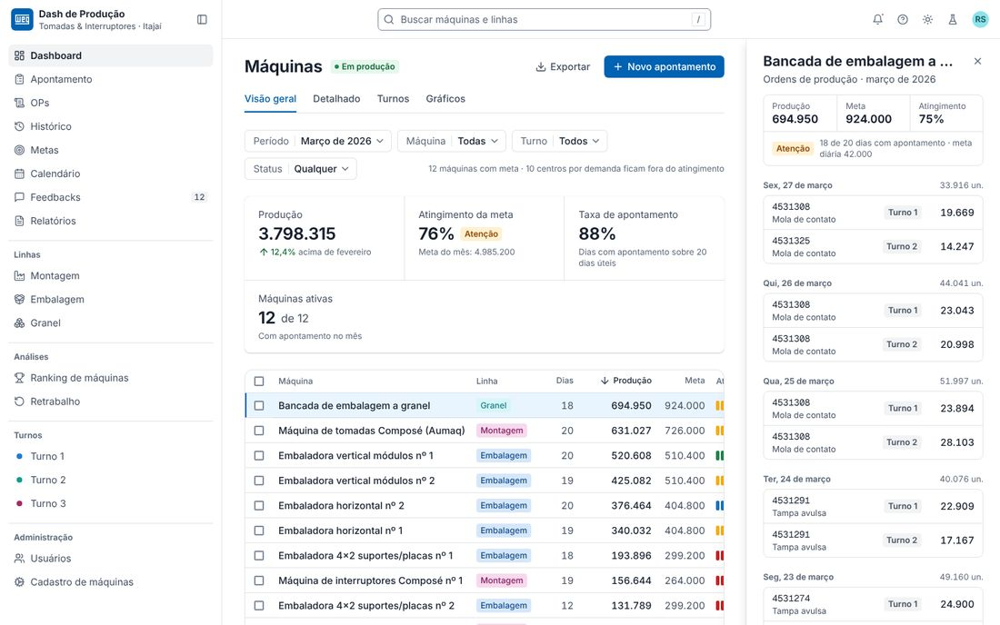 weg
Dash de Produção
Tomadas & Interruptores · Itajaí
Dashboard
Apontamento
OPs
Histórico
Metas
Calendário
Feedbacks 12
Relatórios
Linhas
Montagem
Embalagem
Granel
Análises
Ranking de máquinas
Retrabalho
Turnos
Turno 1
Turno 2
Turno 3
Administração
Usuários
Cadastro de máquinas
Buscar máquinas e linhas /
RS
Máquinas Em produção
Exportar
Novo apontamento
Visão geral Detalhado Turnos Gráficos
Período Março de 2026 Máquina Todas Turno Todos
Status Qualquer 12 máquinas com meta · 10 centros por demanda ficam fora do atingimento
Produção
3.798.315
↑ 12,4% acima de fevereiro
Atingimento da meta
76% Atenção
Meta do mês: 4.985.200
Taxa de apontamento
88%
Dias com apontamento sobre 20
dias úteis
Máquinas ativas
12 de 12
Com apontamento no mês
Máquina Linha Dias ↓ Produção Meta
Bancada de embalagem a granel Granel 18 694.950 924.000
Máquina de tomadas Composé (Aumaq) Montagem 20 631.027 726.000
Embaladora vertical módulos nº 1 Embalagem 20 520.608 510.400
Embaladora vertical módulos nº 2 Embalagem 19 425.082 510.400
Embaladora horizontal nº 2 Embalagem 20 376.464 404.800
Embaladora horizontal nº 1 Embalagem 19 340.032 404.800
Embaladora 4×2 suportes/placas nº 1 Embalagem 18 193.896 299.200
Máquina de interruptores Composé nº 1 Montagem 19 156.644 264.000
Embaladora 4×2 suportes/placas nº 2 Embalagem 12 131.789 299.200
Bancada de embalagem a ...
Ordens de produção · março de 2026
Produção Meta Atingimento
694.950 924.000 75%
Atenção
18 de 20 dias com apontamento · meta
diária 42.000
Sex, 27 de março 33.916 un.
4531308
Mola de contato
Turno 1 19.669
4531325
Mola de contato
Turno 2 14.247
Qui, 26 de março 44.041 un.
4531308
Mola de contato
Turno 1 23.043
4531308
Mola de contato
Turno 2 20.998
Qua, 25 de março 51.997 un.
4531308
Mola de contato
Turno 1 23.894
4531308
Mola de contato
Turno 2 28.103
Ter, 24 de março 40.076 un.
4531291
Tampa avulsa
Turno 1 22.909
4531291
Tampa avulsa
Turno 2 17.167
Seg, 23 de março 49.160 un.
4531274
Tampa avulsa
Turno 1 24.900